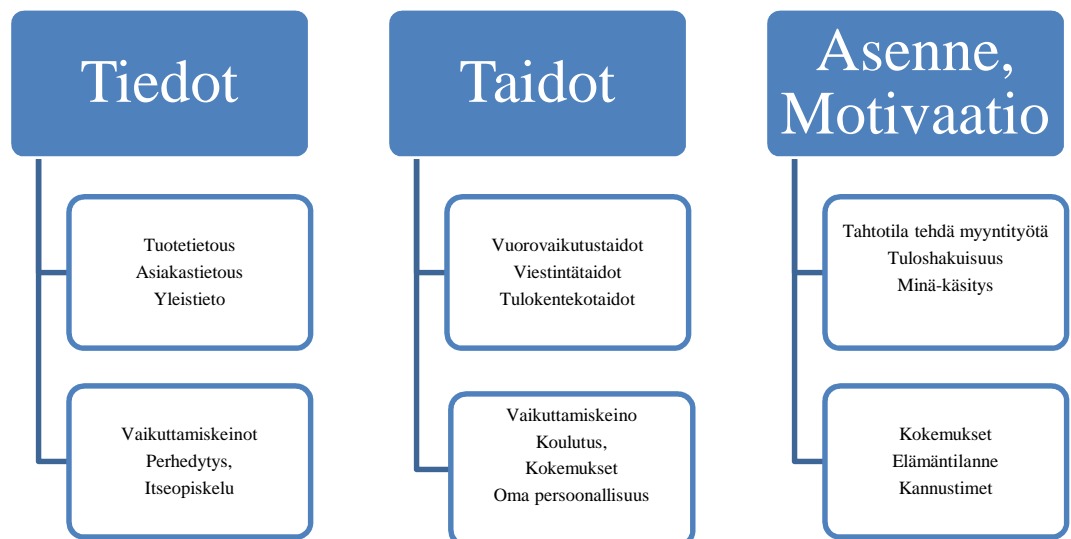 Tiedot
Tuotetietous
Asiakastietous
Yleistieto
Vaikuttamiskeinot
Perhedytys,
Itseopiskelu
Taidot
Vuorovaikutustaidot
Viestintätaidot
Tulokentekotaidot
Vaikuttamiskeino
Koulutus,
Kokemukset
Oma persoonallisuus
Asenne,
Motivaatio
Tahtotila tehdä myyntityötä
Tuloshakuisuus
Minä-käsitys
Kokemukset
Elämäntilanne
Kannustimet